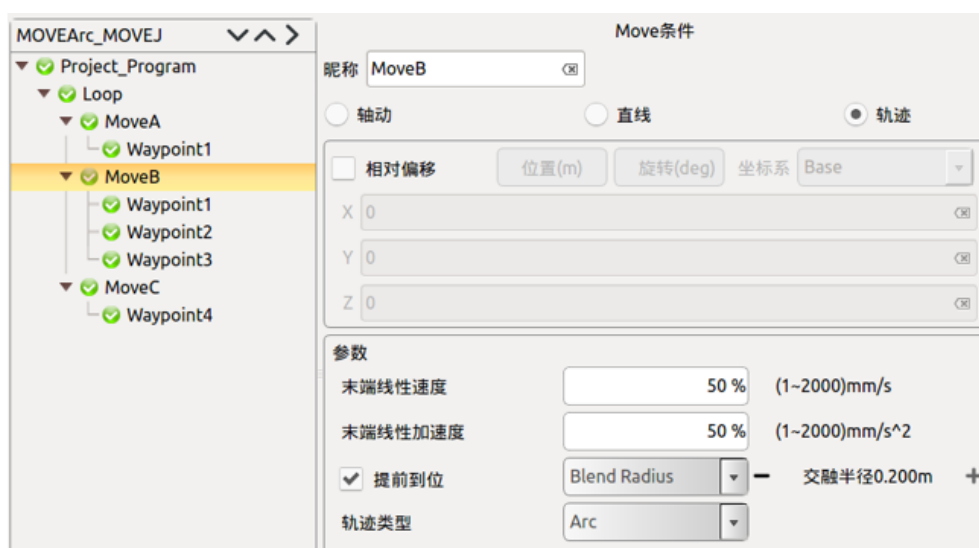 MOVEArc_MOVEJ
Project_Program
Loop
MoveA
Waypoint1
MoveB
Waypoint1
Waypoint2
Waypoint3
MoveC
Waypoint4
Move条件
昵称 MoveB
轴动 直线 轨迹
相对偏移 位置(m) 旋转(deg) 坐标系 Base
X 0
Y 0
Z 0
参数
末端线性速度 50 % (1~2000)mm/s
末端线性加速度 50 % (1~2000)mm/s^2
提前到位 Blend Radius 交融半径0.200m
轨迹类型 Arc